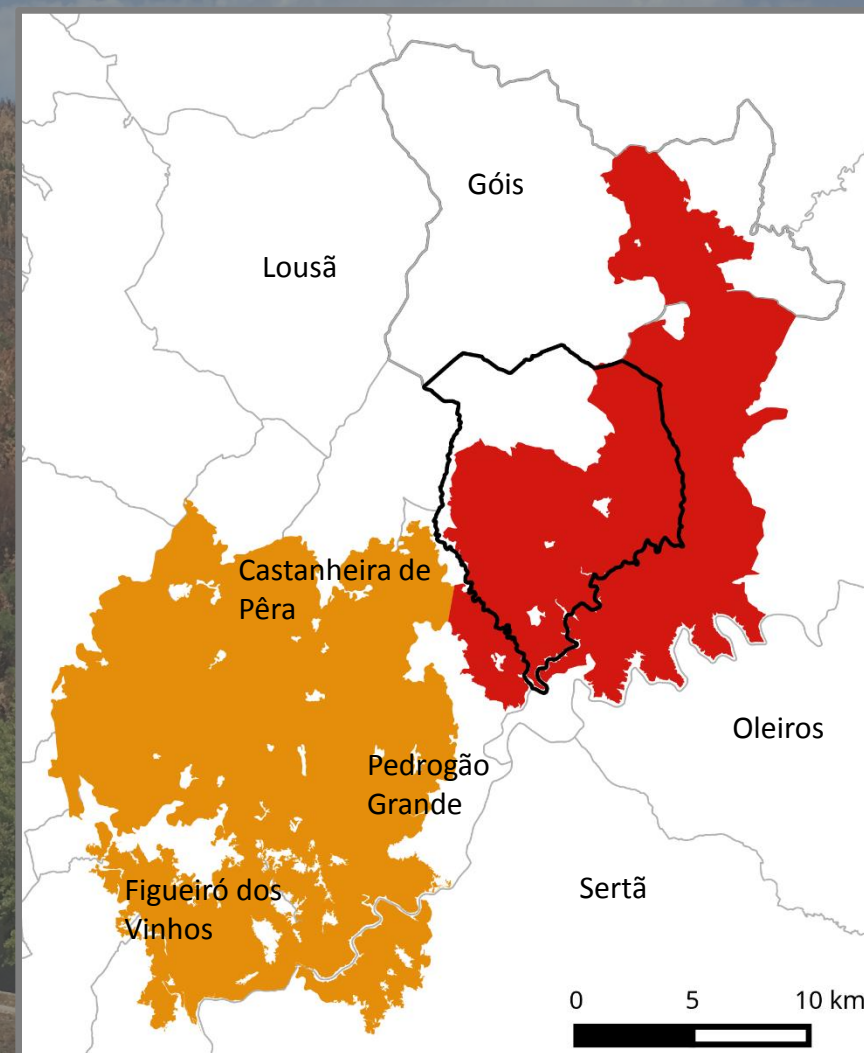 Góis
Lousã
Castanheira de
Pêra
Oleiros
Pedrogão
Grande
Figueiró dos
Vinhos
Sertã
0 5 10 km